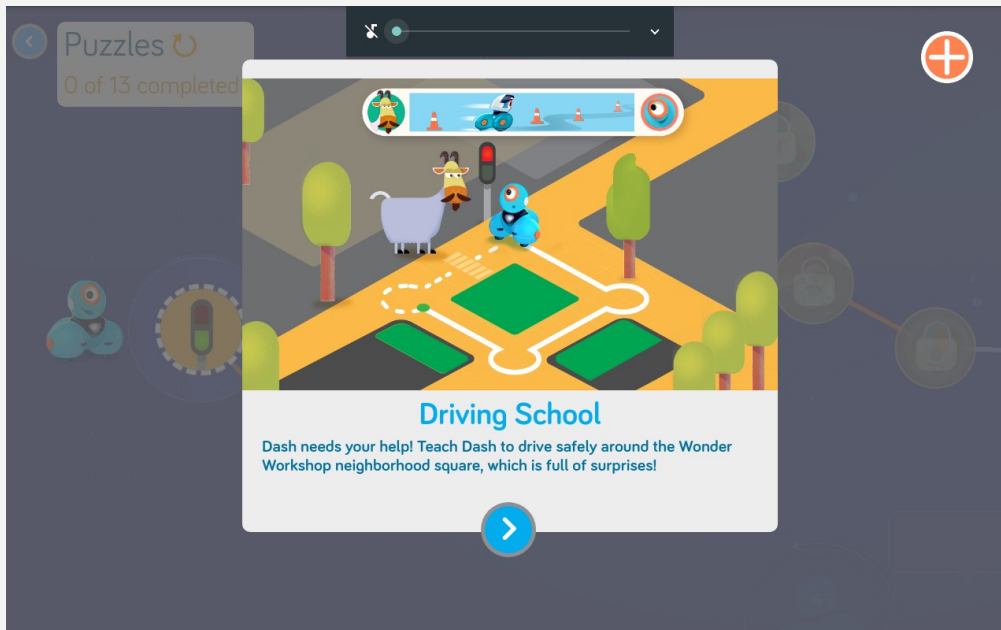 Puzzles
0 of 13 completed
Driving School
Dash needs your help! Teach Dash to drive safely around the Wonder
Workshop neighborhood square, which is full of surprises!